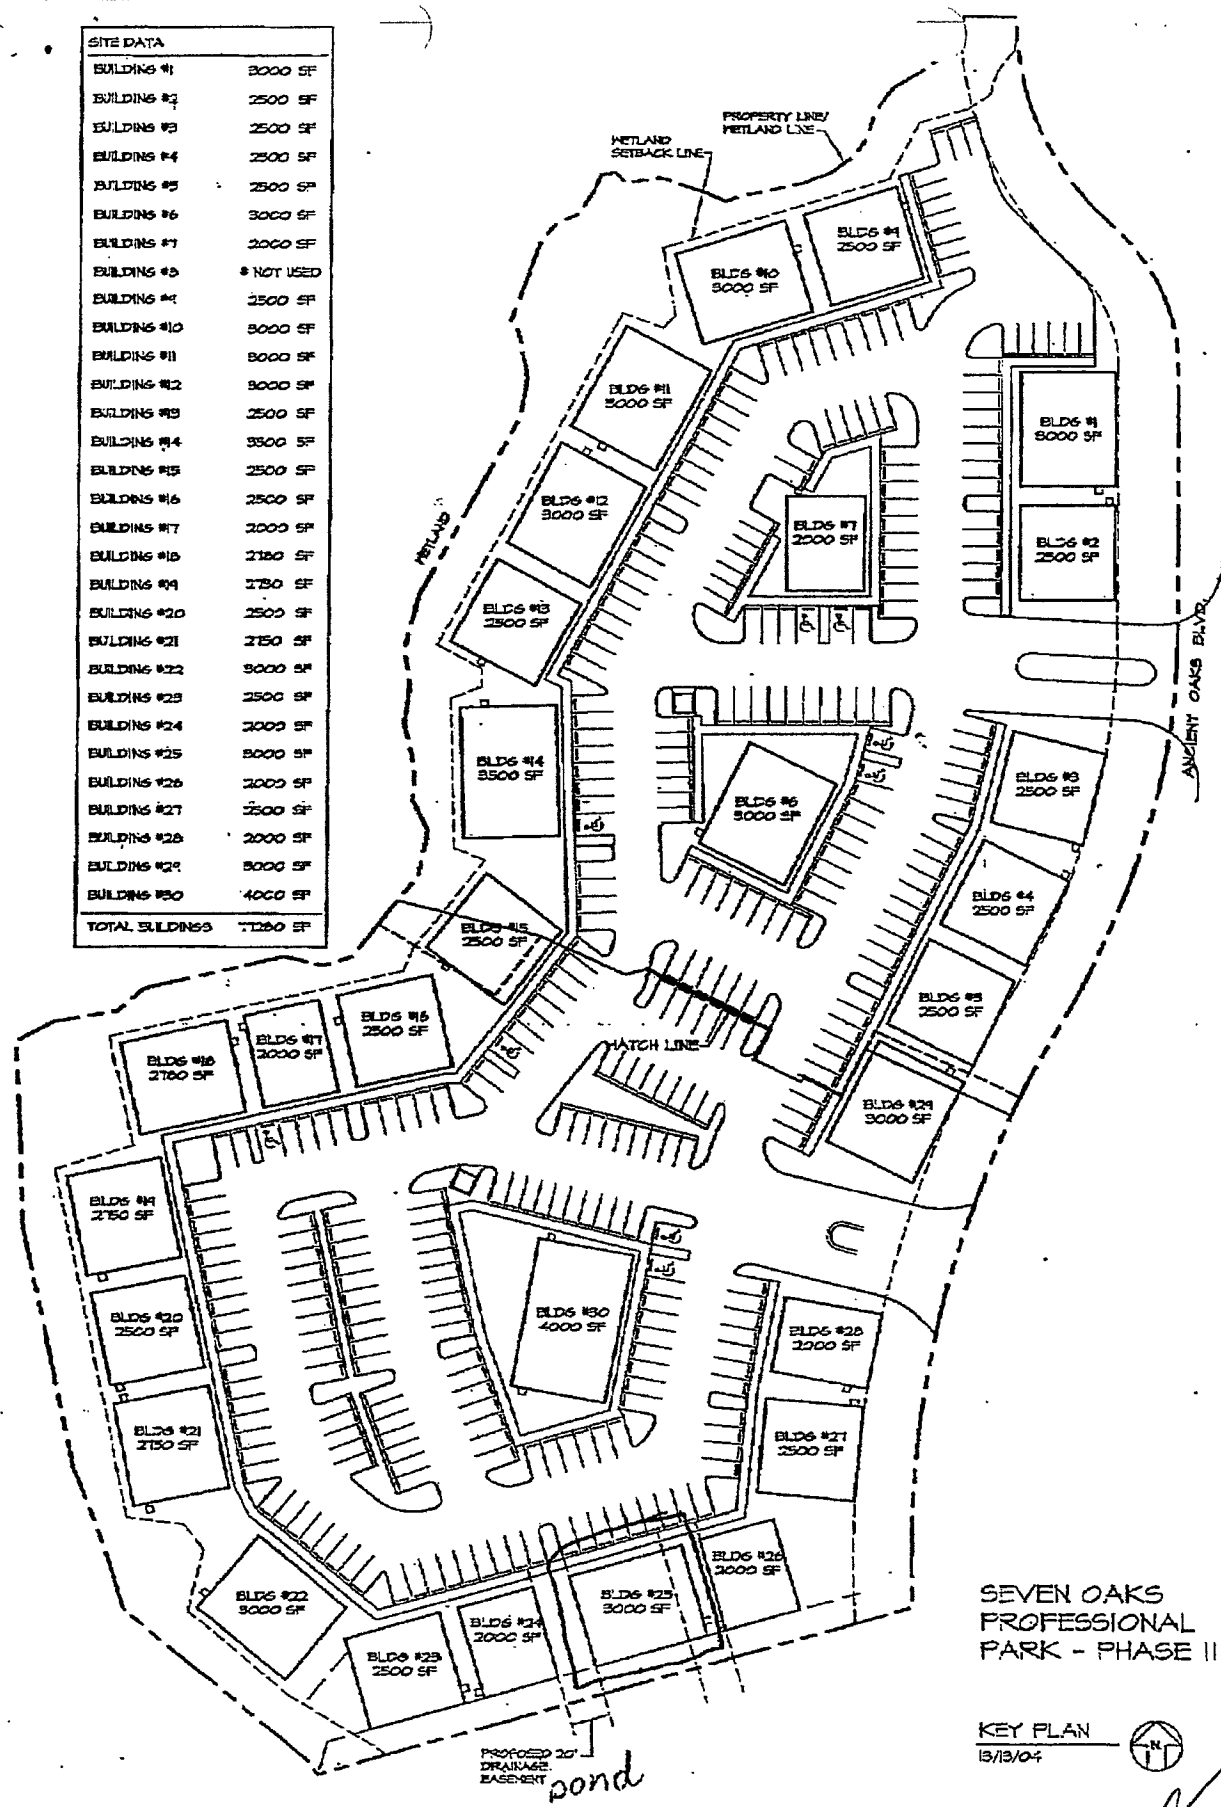 SITE DATA
BUILDING #1 3000 SF
BUILDING #2 2500 SF
BUILDING #3 2500 SF
BUILDING #4 2500 SF
BUILDING #5 2500 SF
BUILDING #6 3000 SF
BUILDING #7 2000 SF
BUILDING #8 * NOT USED
BUILDING #9 2500 SF
BUILDING #10 3000 SF
BUILDING #11 3000 SF
BUILDING #12 3000 SF
BUILDING #13 2500 SF
BUILDING #14 3500 SF
BUILDING #15 2500 SF
BUILDING #16 2500 SF
BUILDING #17 2000 SF
BUILDING #18 SF
BUILDING #19 2750 SF
BUILDING #20 2500 SF
BUILDING #21 2750 SF
BUILDING #22 3000 SF
BUILDING #23 2500 SF
BUILDING #24 2000 SF
BUILDING #25 3000 SF
BUILDING #26 2000 SF
BUILDING #27 2500 SF
BUILDING #28 2000 SF
BUILDING #29 3000 SF
BUILDING #30 4000 SF
TOTAL BUILDINGS SF
PROPERTY LINE/
WETLAND LINE
WETLAND
SETBACK LINE
BLDG #9
2500 SF
BLDG #10
3000 SF
BLDG #11
3000 SF
BLDG #1
3000 SF
BLDG #12
3000 SF
BLDG #7
2000 SF
BLDG #2
2500 SF
WETLAND
BLDG #13
2500 SF
ANCIENT OAKS BLVD.
BLDG #14
3500 SF
BLDG #6
3000 SF
BLDG #3
2500 SF
BLDG #4
2500 SF
BLDG #15
2500 SF
BLDG #5
2500 SF
BLDG #16
2500 SF
BLDG #17
2000 SF
MATCH LINE
BLDG #18
SF
BLDG #29
3000 SF
BLDG #19
2750 SF
BLDG #20
2500 SF
BLDG #30
4000 SF
BLDG #28
2000 SF
BLDG #21
2750 SF
BLDG #27
2500 SF
BLDG #26
2000 SF
BLDG #22
3000 SF
BLDG #25
3000 SF
BLDG #24
2000 SF
BLDG #23
2500 SF
SEVEN OAKS
PROFESSIONAL
PARK - PHASE II
KEY PLAN
N
PROPOSED 20'
DRAINAGE
EASEMENT
pond